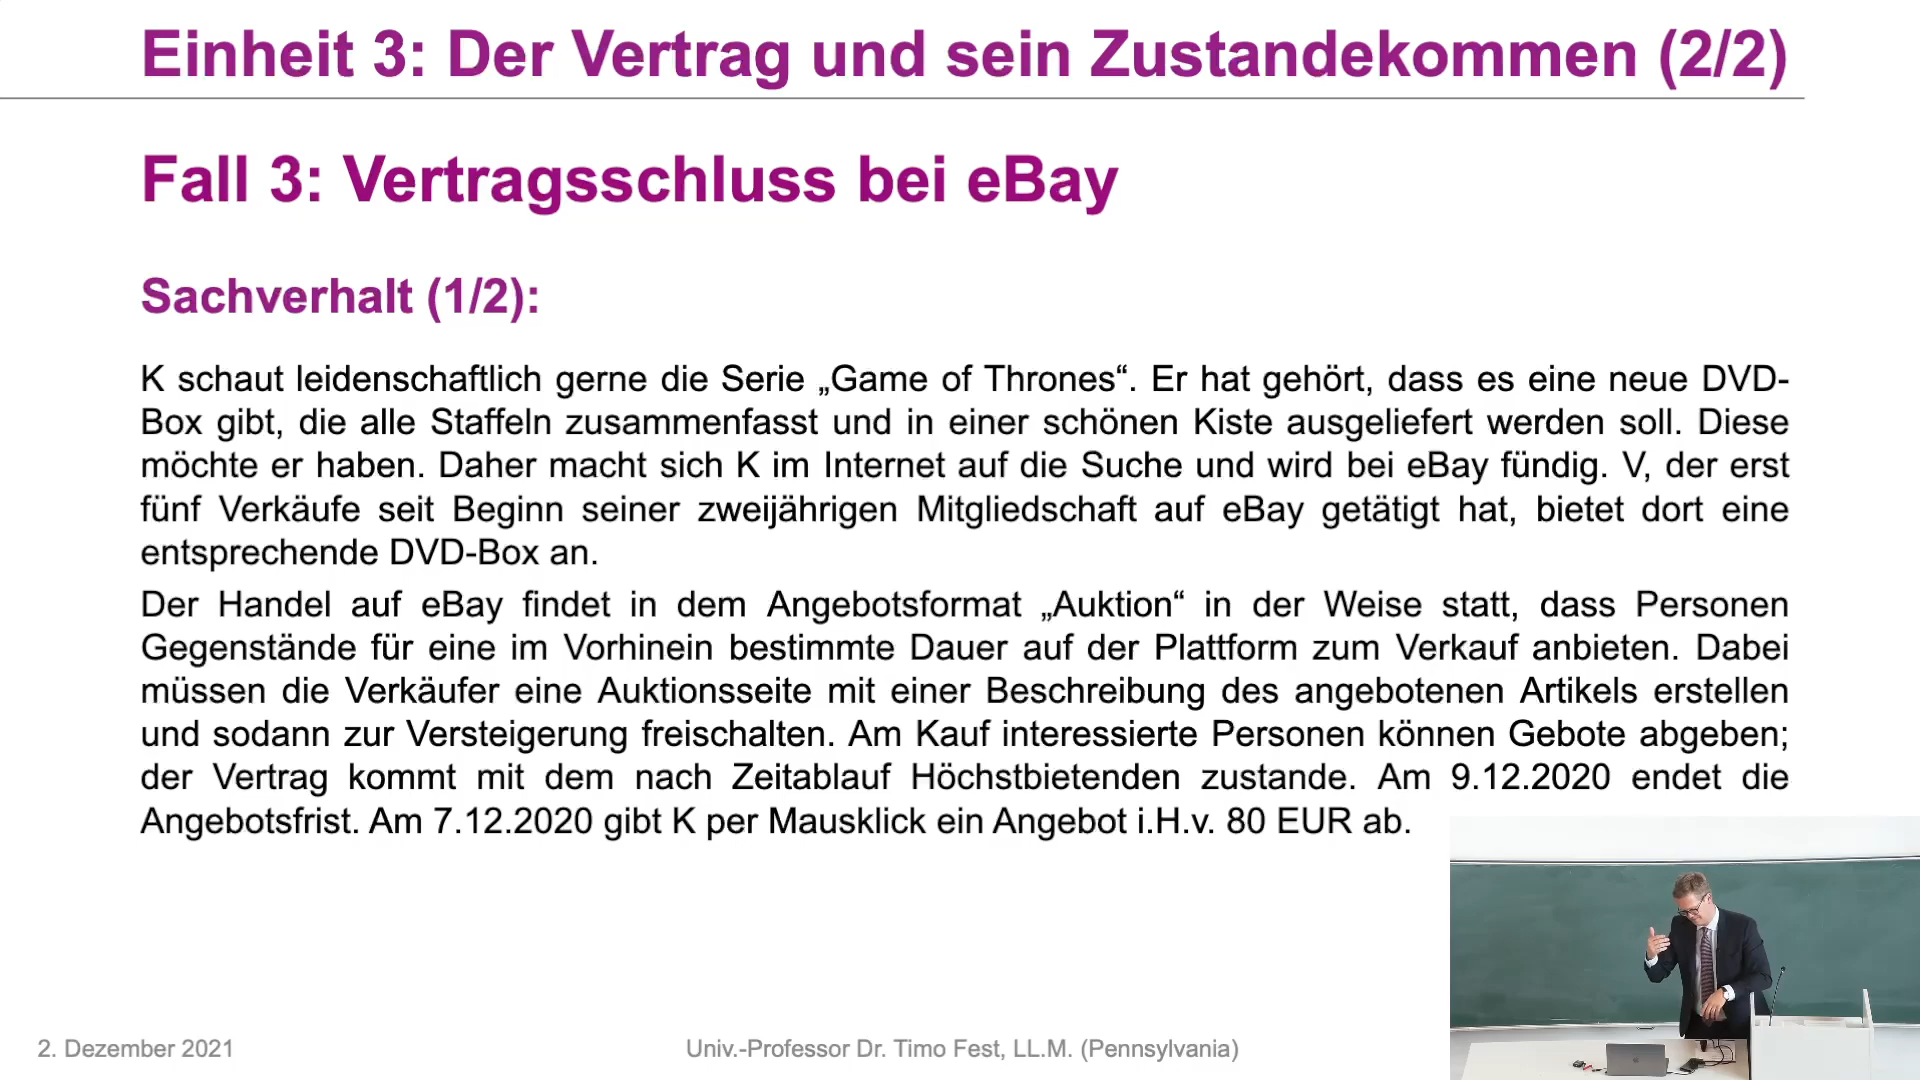 Einheit 3: Der Vertrag und sein Zustandekommen (2/2)
Fall 3: Vertragsschluss bei eBay
Sachverhalt (1/2):
K schaut leidenschaftlich gerne die Serie „Game of Thrones“. Er hat gehört, dass es eine neue DVD-
Box gibt, die alle Staffeln zusammenfasst und in einer schönen Kiste ausgeliefert werden soll. Diese
möchte er haben. Daher macht sich K im Internet auf die Suche und wird bei eBay fündig. V, der erst
fünf Verkäufe seit Beginn seiner zweijährigen Mitgliedschaft auf eBay getätigt hat, bietet dort eine
entsprechende DVD-Box an.
Der Handel auf eBay findet in dem Angebotsformat „Auktion“ in der Weise statt, dass Personen
Gegenstände für eine im Vorhinein bestimmte Dauer auf der Plattform zum Verkauf anbieten. Dabei
müssen die Verkäufer eine Auktionsseite mit einer Beschreibung des angebotenen Artikels erstellen
und sodann zur Versteigerung freischalten. Am Kauf interessierte Personen können Gebote abgeben;
der Vertrag kommt mit dem nach Zeitablauf Höchstbietenden zustande. Am 9.12.2020 endet die
Angebotsfrist. Am 7.12.2020 gibt K per Mausklick ein Angebot i.H.v. 80 EUR ab.
2. Dezember 2021
Univ.-Professor Dr. Timo Fest, LL.M. (Pennsylvania)